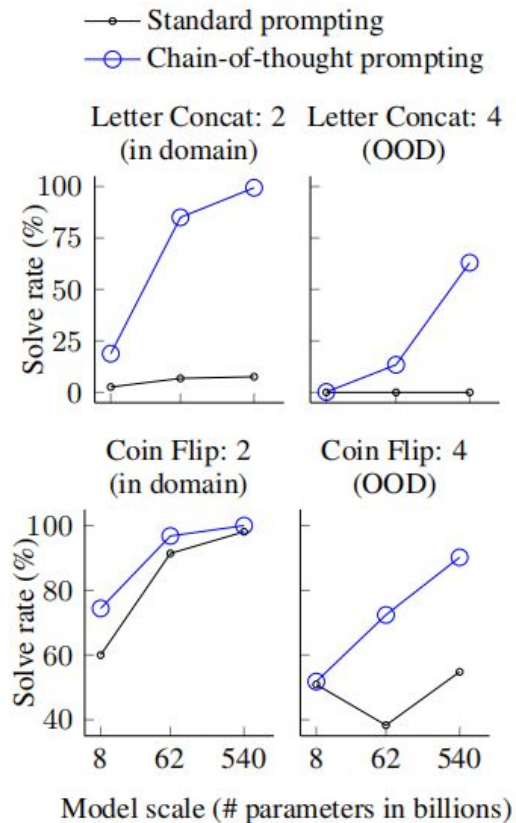 Standard prompting
Chain-of-thought prompting
Letter Concat: 2
(in domain)
Letter Concat: 4
(OOD)
Solve rate (%)
100
75
50
25
0
Coin Flip: 2
(in domain)
Coin Flip: 4
(OOD)
Solve rate (%)
100
80
60
40
8 62 540
8 62 540
Model scale (# parameters in billions)